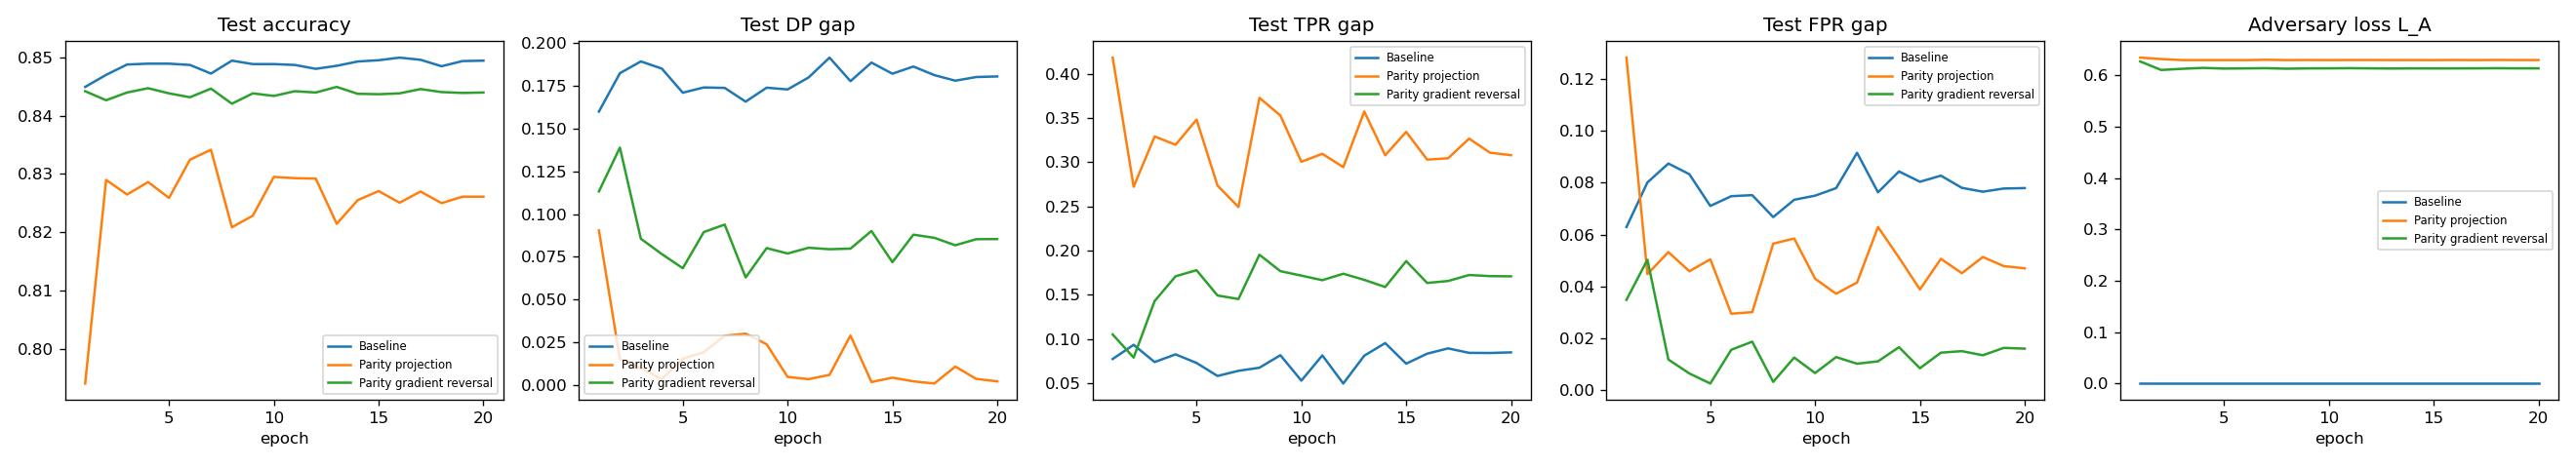 Test accuracy
0.85
0.84
0.83
0.82
0.81
0.80
Baseline
Parity projection
Parity gradient reversal
5
10
15
20
epoch
Test DP gap
0.200
0.175
0.150
0.125
0.100
0.075
0.050
0.025
0.000
Baseline
Parity projection
Parity gradient reversal
5
10
15
20
epoch
Test TPR gap
0.40
0.35
0.30
0.25
0.20
0.15
0.10
0.05
Baseline
Parity projection
Parity gradient reversal
5
10
15
20
epoch
Test FPR gap
0.12
0.10
0.08
0.06
0.04
0.02
0.00
Baseline
Parity projection
Parity gradient reversal
5
10
15
20
epoch
Adversary loss L_A
0.6
0.5
0.4
0.3
0.2
0.1
0.0
Baseline
Parity projection
Parity gradient reversal
5
10
15
20
epoch